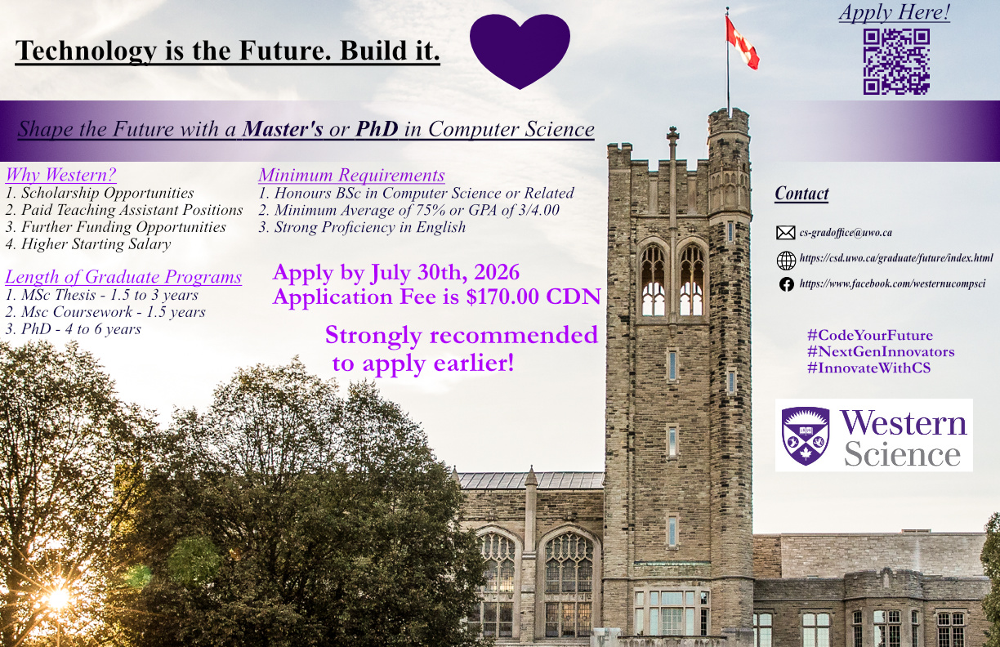 Technology is the Future. Build it.
Apply Here!
Shape the Future with a Master's or PhD in Computer Science
Why Western?
1. Scholarship Opportunities
2. Paid Teaching Assistant Positions
3. Further Funding Opportunities
4. Higher Starting Salary
Length of Graduate Programs
1. MSc Thesis - 1.5 to 3 years
2. Msc Coursework - 1.5 years
3. PhD - 4 to 6 years
Minimum Requirements
1. Honours BSc in Computer Science or Related
2. Minimum Average of 75% or GPA of 3/4.00
3. Strong Proficiency in English
Apply by July 30th, 2026
Application Fee is $170.00 CDN
Strongly recommended
to apply earlier!
Contact
cs-gradoffice@uwo.ca
https://csd.uwo.ca/graduate/future/index.html
https://www.facebook.com/westernucompsci
#CodeYourFuture
#NextGenInnovators
#InnovateWithCS
Western
Science